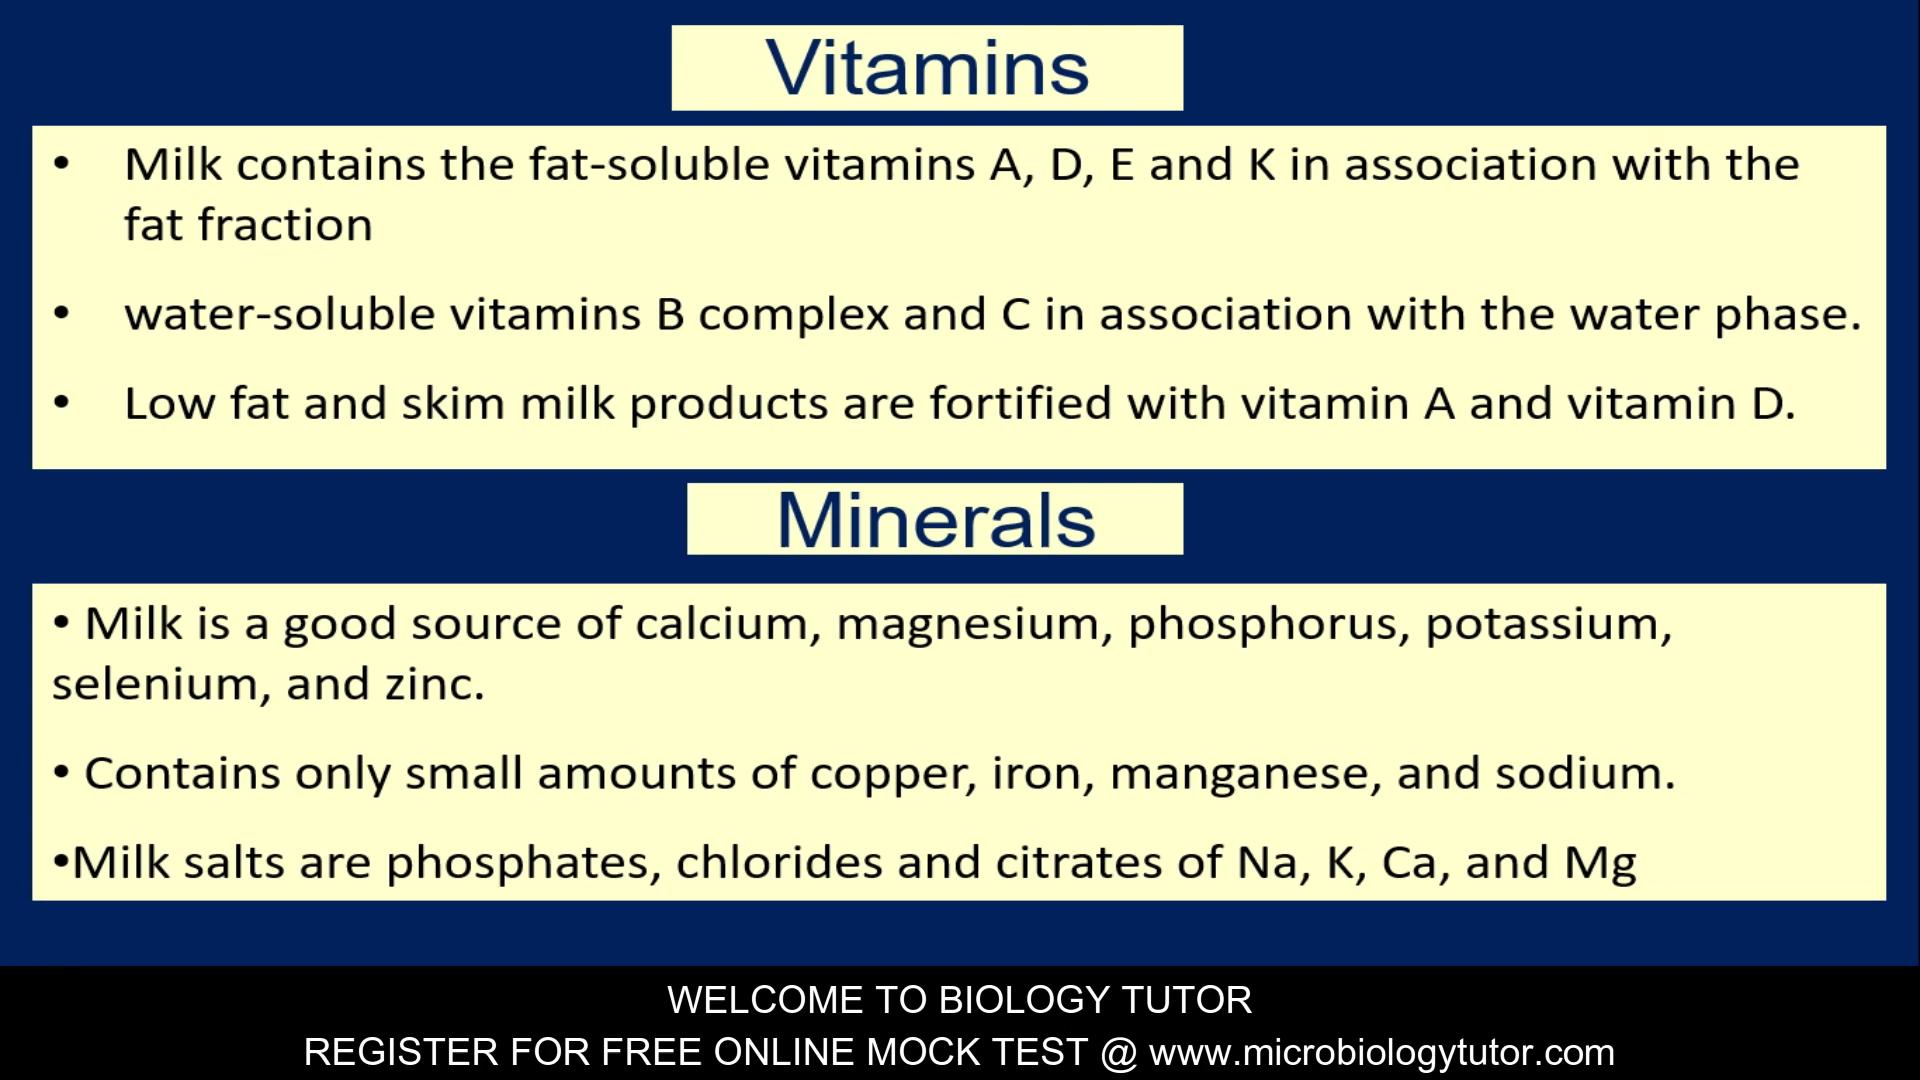 Vitamins
• Milk contains the fat-soluble vitamins A, D, E and K in association with the
fat fraction
• water-soluble vitamins B complex and C in association with the water phase.
• Low fat and skim milk products are fortified with vitamin A and vitamin D.
Minerals
• Milk is a good source of calcium, magnesium, phosphorus, potassium,
selenium, and zinc.
• Contains only small amounts of copper, iron, manganese, and sodium.
•Milk salts are phosphates, chlorides and citrates of Na, K, Ca, and Mg
WELCOME TO BIOLOGY TUTOR
REGISTER FOR FREE ONLINE MOCK TEST @ www.microbiologytutor.com